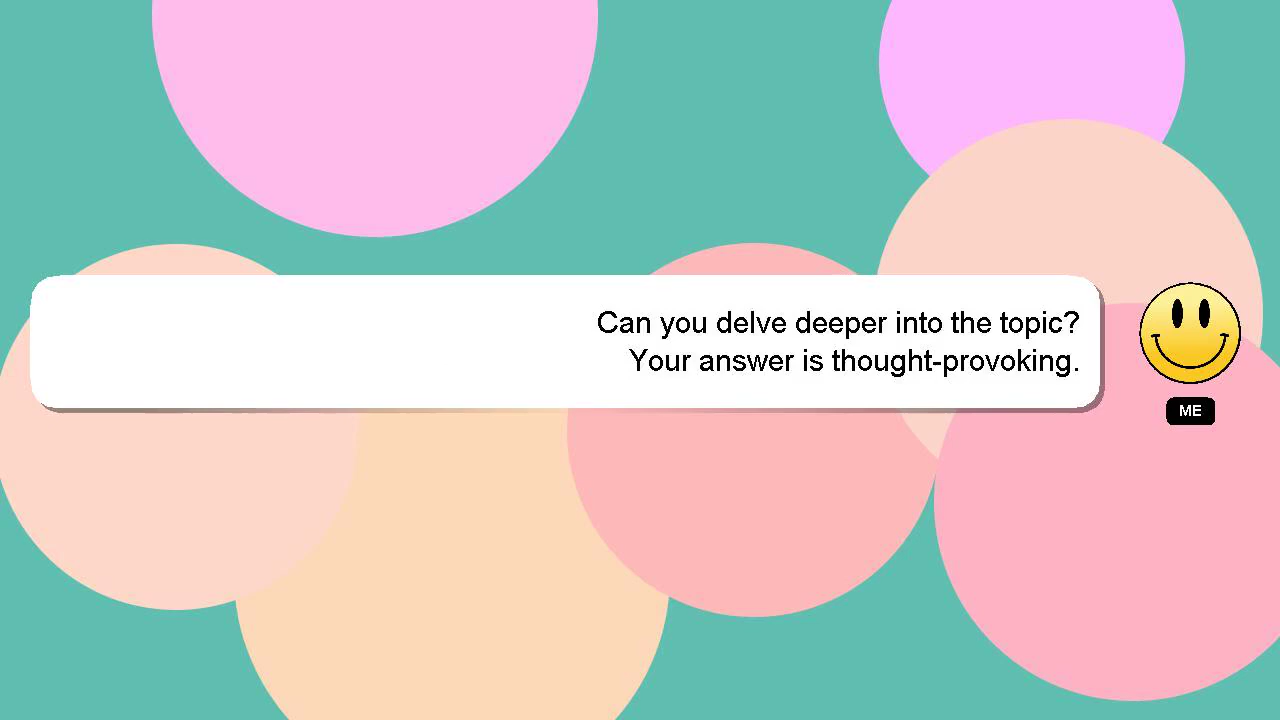 Can you delve deeper into the topic?
Your answer is thought-provoking.
ME